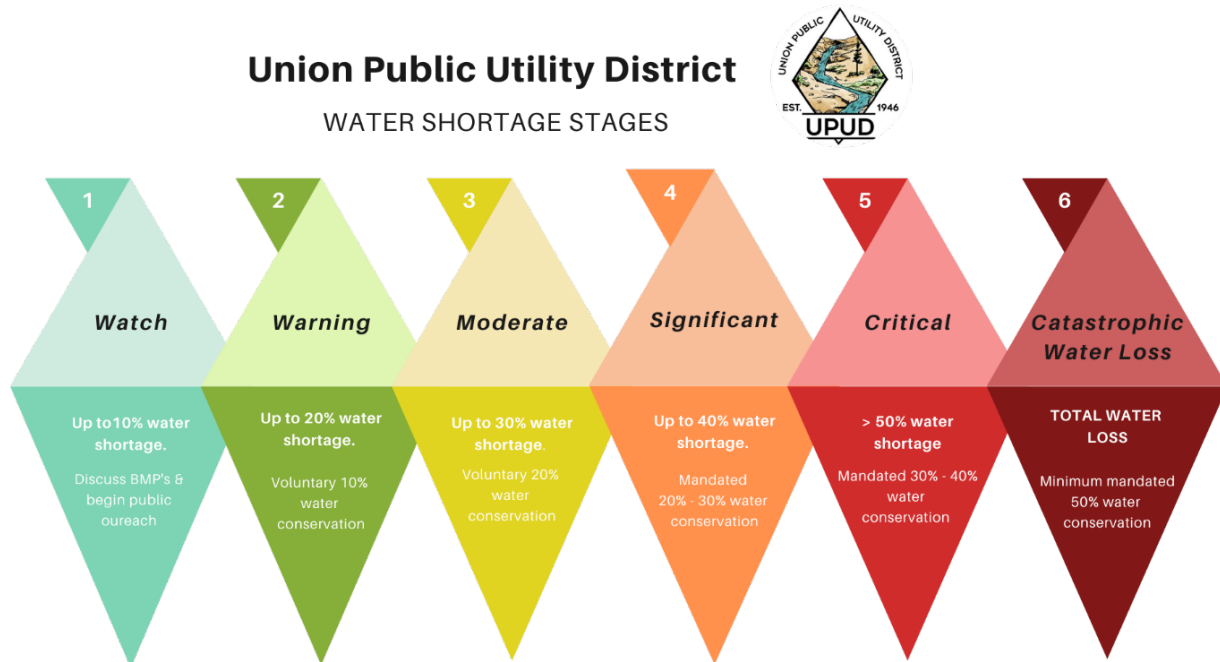 Union Public Utility District
WATER SHORTAGE STAGES
UNION PUBLIC UTILITY DISTRICT
EST. 1946
UPUD
1
Watch
Up to10% water
shortage.
Discuss BMP's &
begin public
oureach
2
Warning
Up to 20% water
shortage.
Voluntary 10%
water
conservation
3
Moderate
Up to 30% water
shortage.
Voluntary 20%
water
conservation
4
Significant
Up to 40% water
shortage.
Mandated
20% - 30% water
conservation
5
Critical
> 50% water
shortage
Mandated 30% - 40%
water
conservation
6
Catastrophic
Water Loss
TOTAL WATER
LOSS
Minimum mandated
50% water
conservation